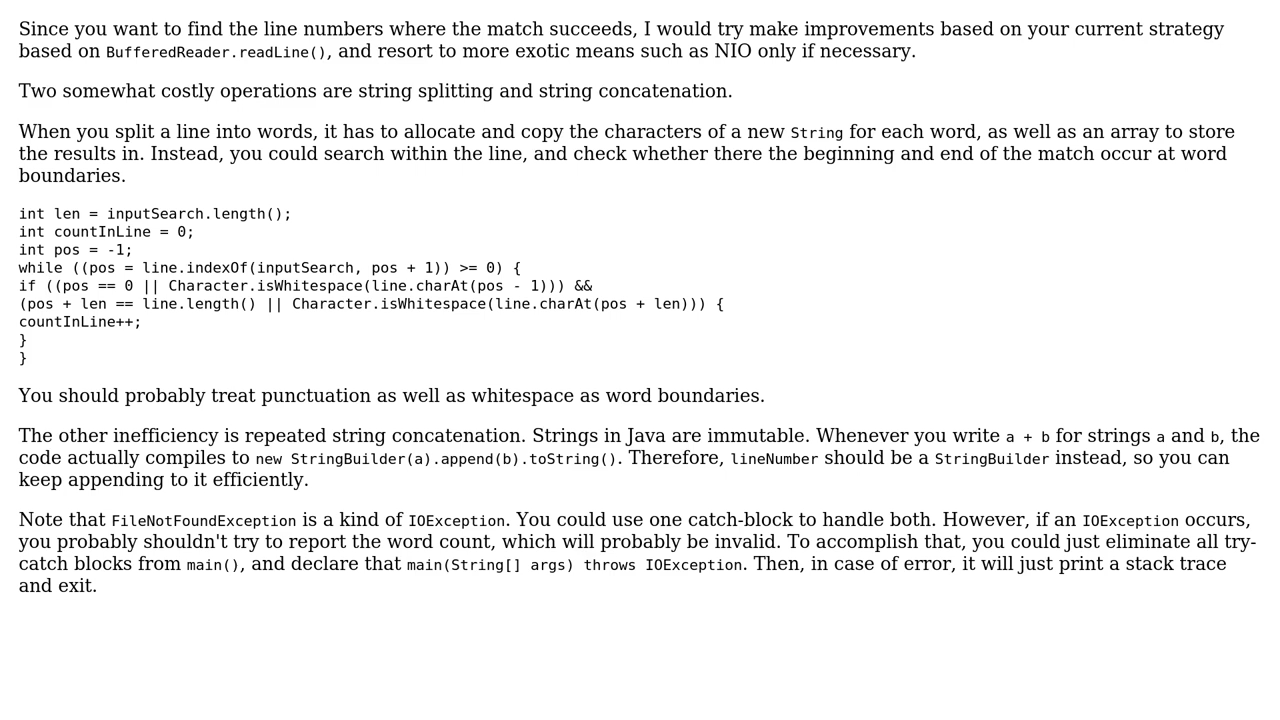 Since you want to find the line numbers where the match succeeds, I would try make improvements based on your current strategy
based on BufferedReader.readLine(), and resort to more exotic means such as NIO only if necessary.
Two somewhat costly operations are string splitting and string concatenation.
When you split a line into words, it has to allocate and copy the characters of a new String for each word, as well as an array to store
the results in. Instead, you could search within the line, and check whether there the beginning and end of the match occur at word
boundaries.
int len = inputSearch.length();
int countInLine = 0;
int pos = -1;
while ((pos = line.indexOf(inputSearch, pos + 1)) >= 0) {
if ((pos == 0 || Character.isWhitespace(line.charAt(pos - 1))) &&
(pos + len == line.length() || Character.isWhitespace(line.charAt(pos + len))) {
countInLine++;
}
}
You should probably treat punctuation as well as whitespace as word boundaries.
The other inefficiency is repeated string concatenation. Strings in Java are immutable. Whenever you write a + b for strings a and b, the
code actually compiles to new StringBuilder(a).append(b).toString(). Therefore, lineNumber should be a StringBuilder instead, so you can
keep appending to it efficiently.
Note that FileNotFoundException is a kind of IOException. You could use one catch-block to handle both. However, if an IOException occurs,
you probably shouldn't try to report the word count, which will probably be invalid. To accomplish that, you could just eliminate all try-
catch blocks from main(), and declare that main(String[] args) throws IOException. Then, in case of error, it will just print a stack trace
and exit.